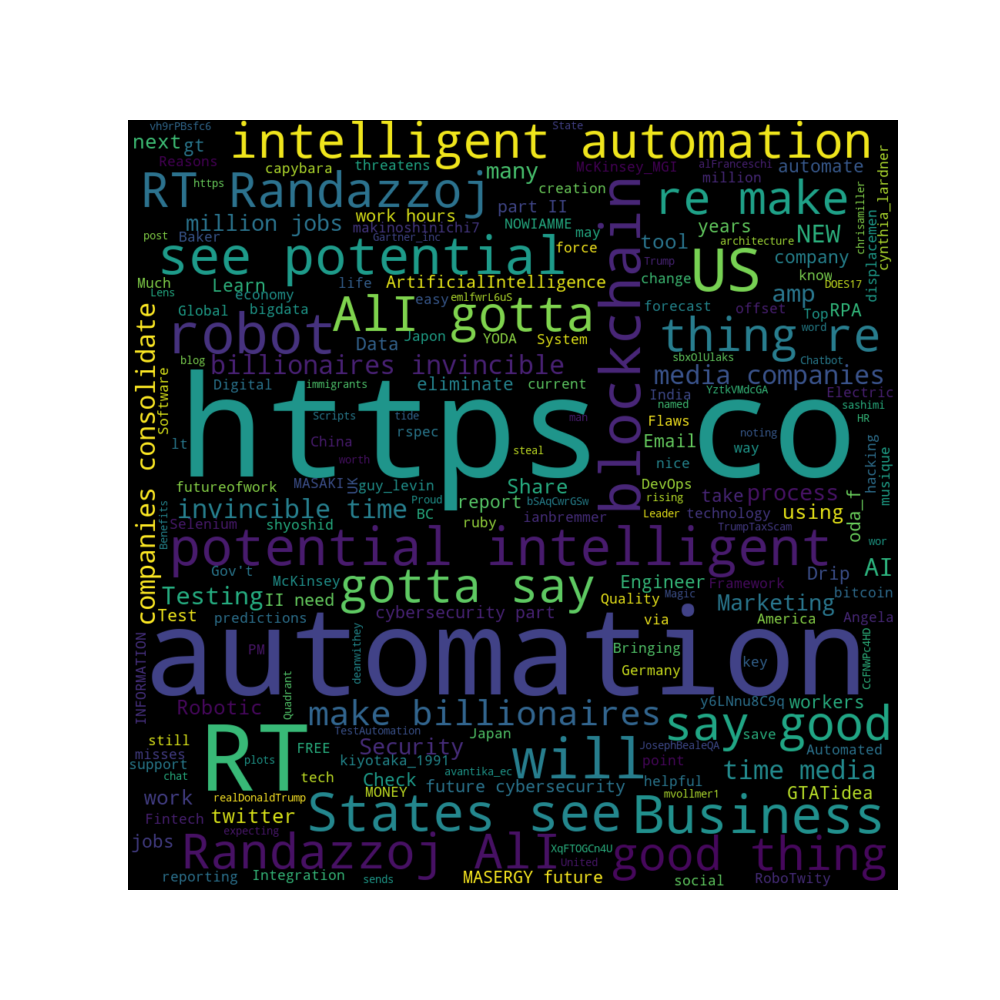 vh9rPBsfc6
State
intelligent automation
next
gt
Reasons
capybara
threatens
many
McKinsey_MGI
alFranceschi
automate
cynthia_lardner
https
RT Randazzoj
creation
million
chrisamiller
million jobs
work hours
part II
blockchain
re make
makinoshinichi7
NOWIAMME
years
displacemen
post
Baker
Gartner_inc
may
tool
architecture
NEW
see potential
force
Trump
US
company
Much
Learn
life
ArtificialIntelligence
change
know
DOES17
Lens
economy
easy
emlfwrL6uS
amp
companies consolidate
Global
bigdata
AlI gotta
forecast
offset
Top
RPA
robot
Data
Japon
YODA
System
thing re
word
blog
billionaires invincible
sbxOlUlaks
Chatbot
Software
media companies
Digital
immigrants
eliminate
current
India
YztkVMdcGA
Electric
https co
named
sashimi
Scripts
tide
man
Flaws
HR
lt
China
rspec
steal
Email
noting
way
worth
nice
hacking
musique
futureofwork
MASAKI
UK
guy_levin
Share
DevOps
take
process
Proud
report
bSAqCwrGSw
rising
invincible time
BC
ianbremmer
Leader
technology
using
oda_f
Benefits
Selenium
shyoshid
ruby
TrumpTaxScam
potential intelligent
wor
Gov't
McKinsey
gotta say
Engineer
Framework
Drip
AI
Testing
II need
Quality
Magic
bitcoin
Test
predictions
cybersecurity part
via
Marketing
America
Angela
INFORMATION
PM
deanwithey
automation
Bringing
Germany
key
CcFNWPc4HD
Robotic
Quadrant
make billionaires
y6LNnu8C9q
workers
say good
still
RT
TestAutomation
Japan
will
save
misses
FREE
Security
JosephBealeQA
Automated
support
plots
kiyotaka_1991
point
chat
tech
Check
avantika_ec
helpful
time media
work
realDonaldTrump
MONEY
future cybersecurity
mvollmer1
GTATidea
Fintech
twitter
States see
Business
expecting
jobs
Randazzoj AlI
XqFTOGCn4U
good thing
United
reporting
Integration
sends
MASERGY future
social
RoboTwity